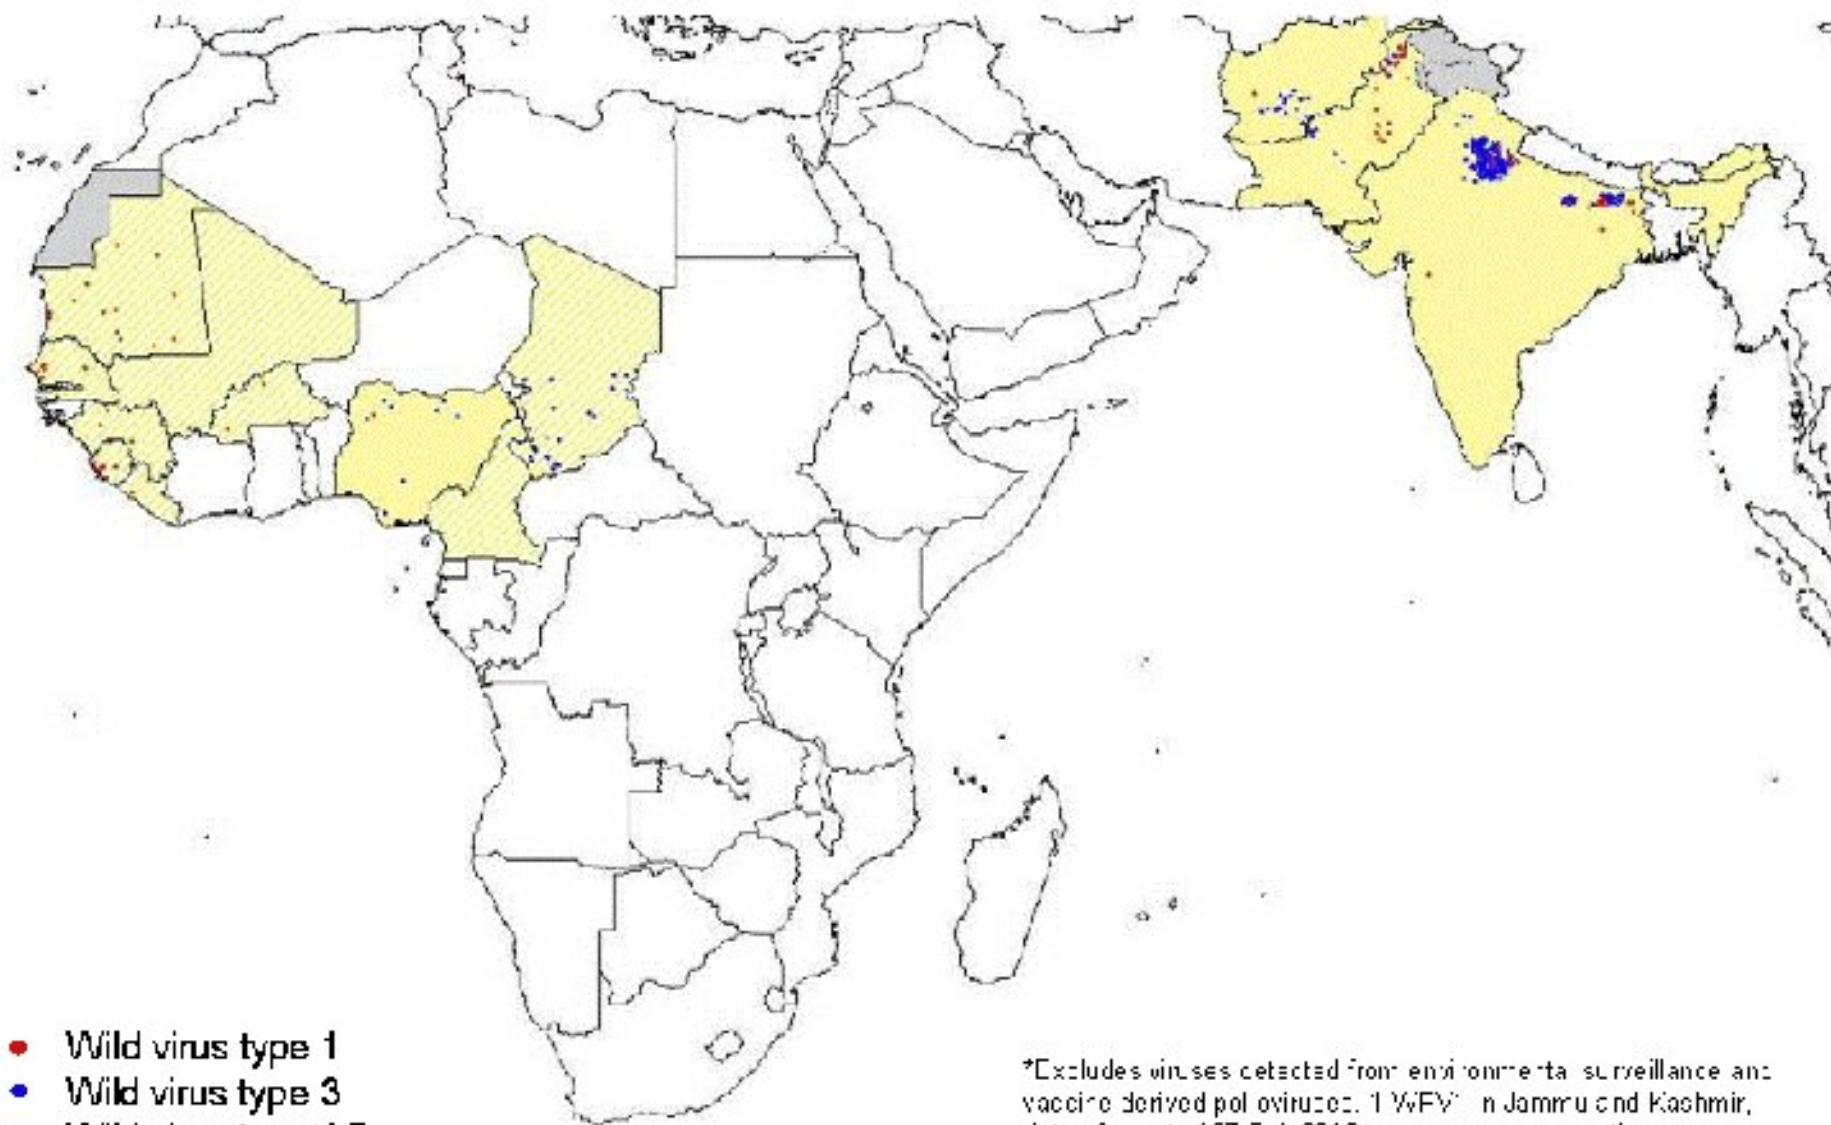 Wild virus type 1
Wild virus type 3
*Excludes viruses detected from environmental surveillance and
vaccine derived polioviruses. 1 WPV1 in Jammu and Kashmir,